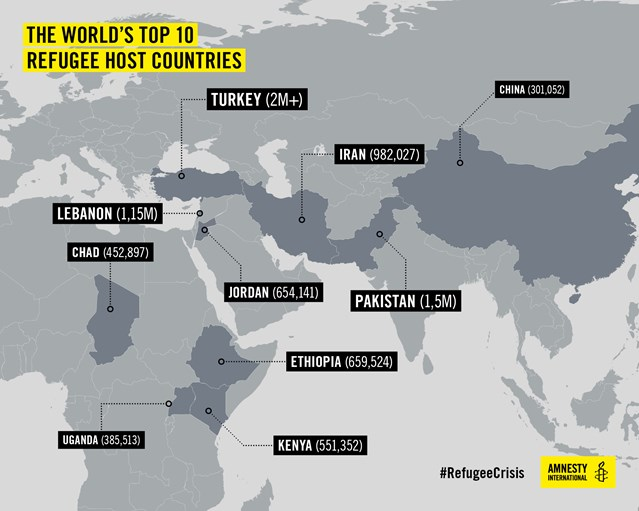 THE WORLD'S TOP 10
REFUGEE HOST COUNTRIES
CHINA (301,052)
TURKEY (2M+)
IRAN (982,027)
LEBANON (1,15M)
CHAD (452,897)
JORDAN (654,141)
PAKISTAN (1,5M)
ETHIOPIA (659,524)
UGANDA (385,513)
KENYA (551,352)
#RefugeeCrisis
AMNESTY
INTERNATIONAL